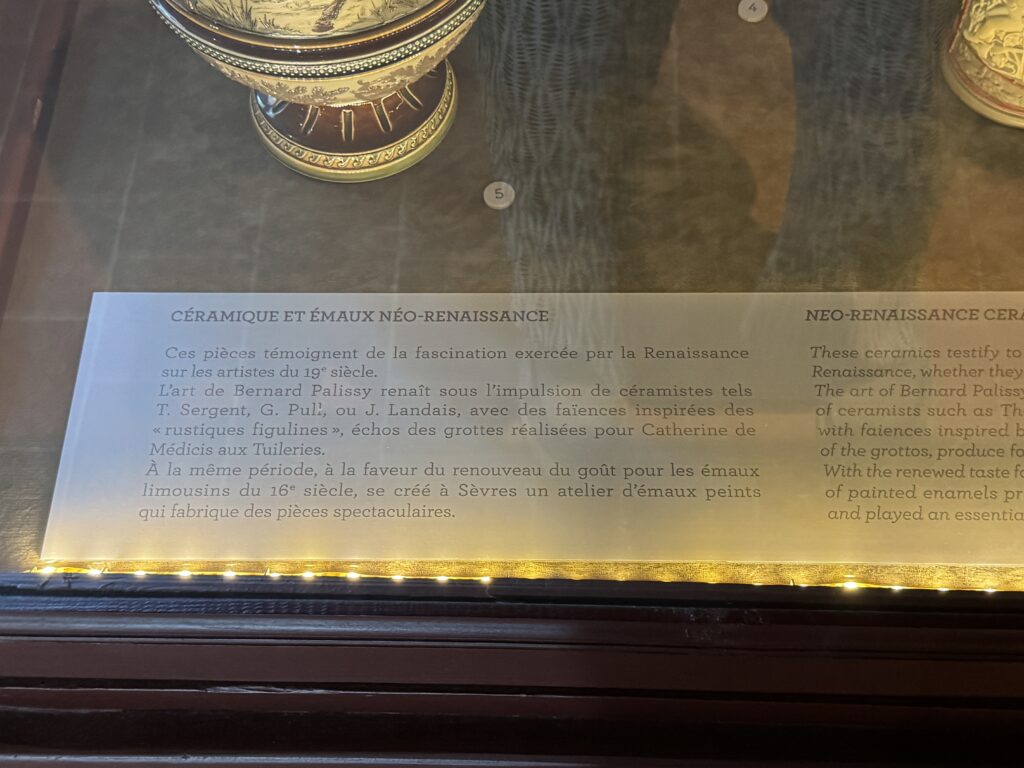 4
5
CÉRAMIQUE ET ÉMAUX NÉO-RENAISSANCE
Ces pièces témoignent de la fascination exercée par la Renaissance
sur les artistes du 19e siècle.
L'art de Bernard Palissy renaît sous l'impulsion de céramistes tels
T. Sergent, G. Pull, ou J. Landais, avec des faïences inspirées des
« rustiques figulines », échos des grottes réalisées pour Catherine de
Médicis aux Tuileries.
À la même période, à la faveur du renouveau du goût pour les émaux
limousins du 16e siècle, se créé à Sèvres un atelier d'émaux peints
qui fabrique des pièces spectaculaires.
NEO-RENAISSANCE CERA
These ceramics testify to
Renaissance, whether they
The art of Bernard Palissy
of ceramists such as Th
with faiences inspired b
of the grottos, produce fo
With the renewed taste fo
of painted enamels pr
and played an essentia